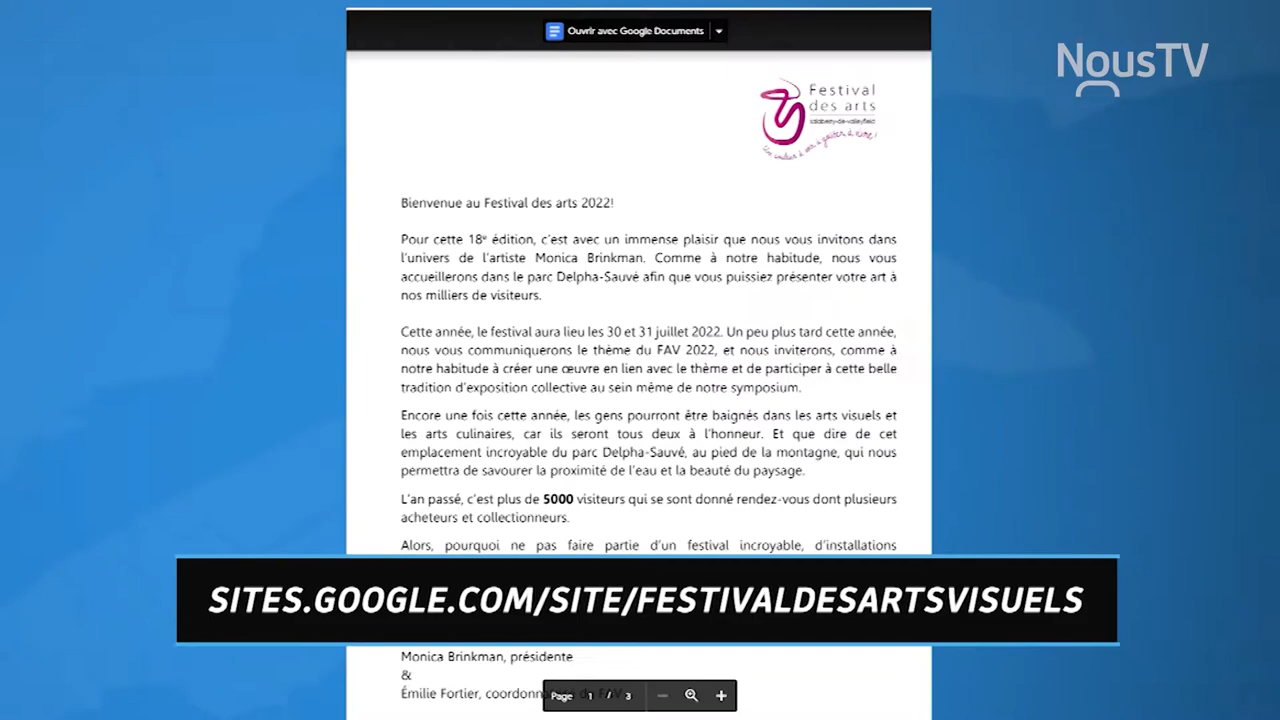 Ouvrir avec Google Documents
NousTV
Festival
des arts
salaberry-de-valleyfield
Bienvenue au Festival des arts 2022!
Pour cette 18e édition, c'est avec un immense plaisir que nous vous invitons dans
l'univers de l'artiste Monica Brinkman. Comme à notre habitude, nous vous
accueillerons dans le parc Delpha-Sauvé afin que vous puissiez présenter votre art à
nos milliers de visiteurs.
Cette année, le festival aura lieu les 30 et 31 juillet 2022. Un peu plus tard cette année,
nous vous communiquerons le thème du FAV 2022, et nous inviterons, comme à
notre habitude à créer une œuvre en lien avec le thème et de participer à cette belle
tradition d'exposition collective au sein même de notre symposium.
Encore une fois cette année, les gens pourront être baignés dans les arts visuels et
les arts culinaires, car ils seront tous deux à l'honneur. Et que dire de cet
emplacement incroyable du parc Delpha-Sauvé, au pied de la montagne, qui nous
permettra de savourer la proximité de l'eau et la beauté du paysage.
L'an passé, c'est plus de 5000 visiteurs qui se sont donné rendez-vous dont plusieurs
acheteurs et collectionneurs.
Alors, pourquoi ne pas faire partie d'un festival incroyable, d'installations
SITES.GOOGLE.COM/SITE/FESTIVALDESARTSVISUELS
Monica Brinkman, présidente
&
Émilie Fortier,
Page 1 / 3